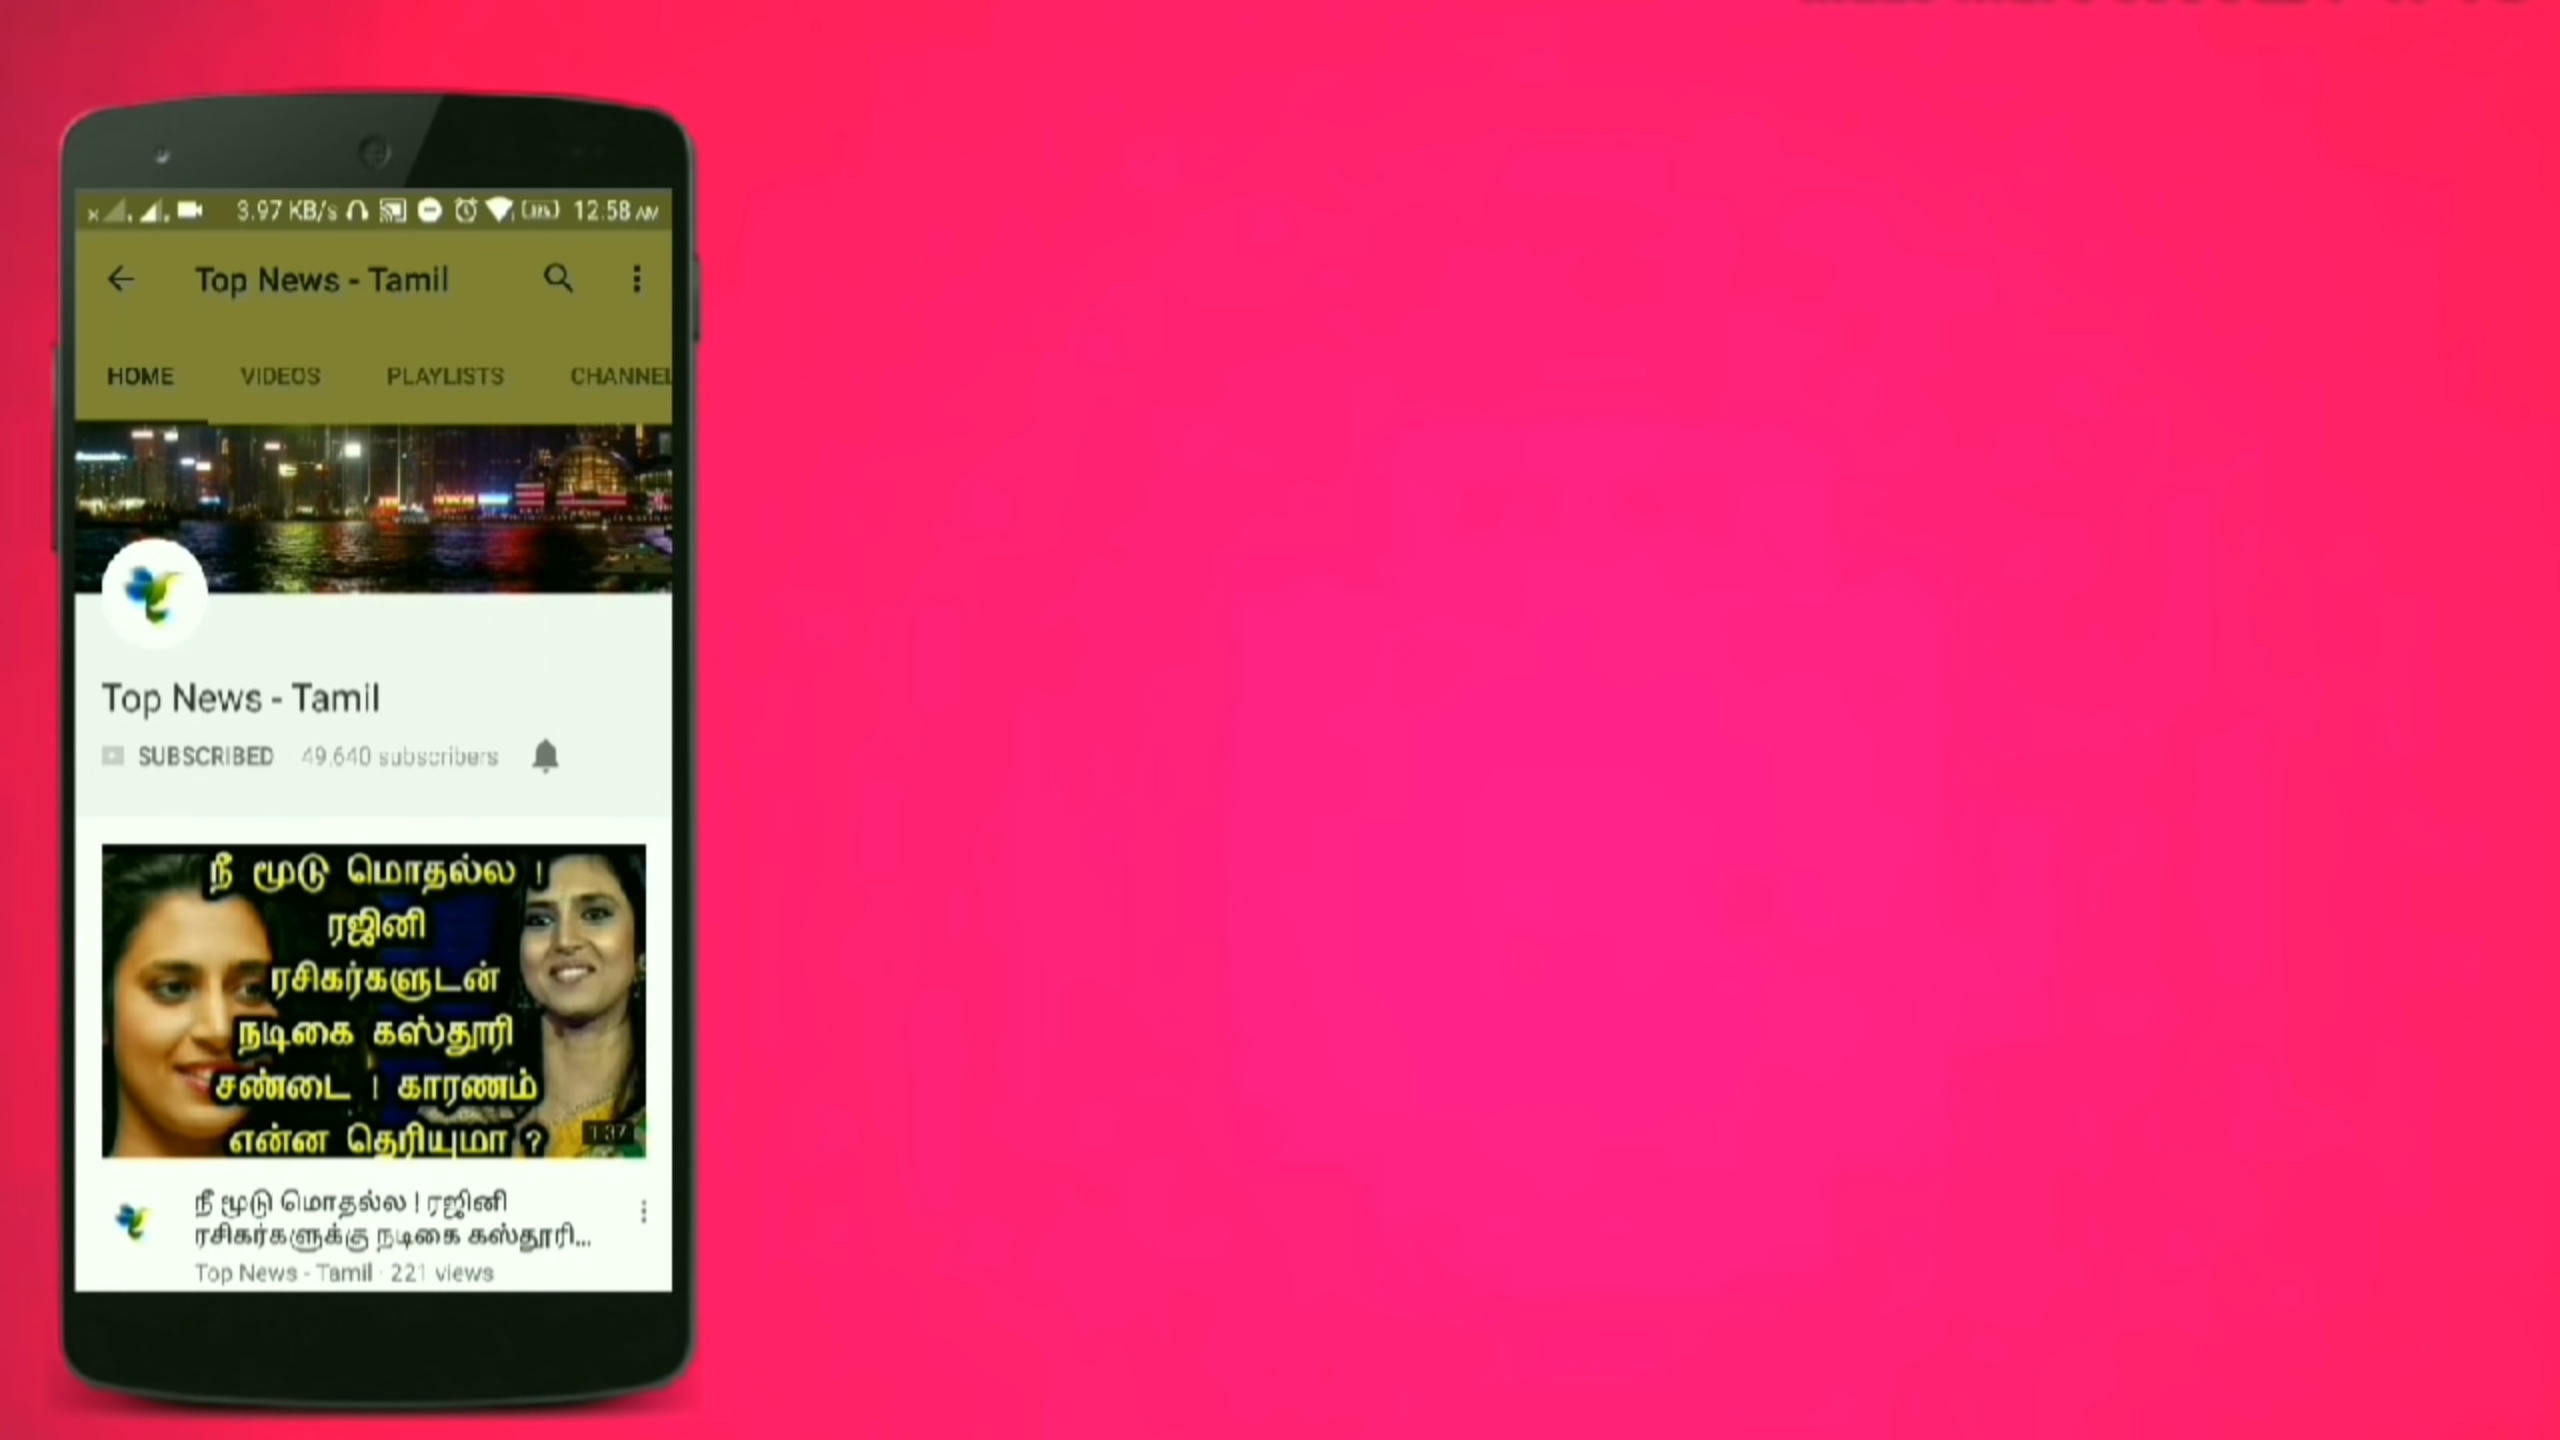 3.97 KB/s 12.58 AM
Top News - Tamil
HOME VIDEOS PLAYLISTS CHANNEL
Top News - Tamil
SUBSCRIBED 49,640 subscribers
நீ மூடு மொதல்ல !
ரஜினி
ரசிகர்களுடன்
நடிகை கஸ்தூரி
சண்டை ! காரணம்
என்ன தெரியுமா ?
1:37
நீ மூடு மொதல்ல ! ரஜினி
ரசிகர்களுக்கு நடிகை கஸ்தூரி...
Top News - Tamil · 221 views